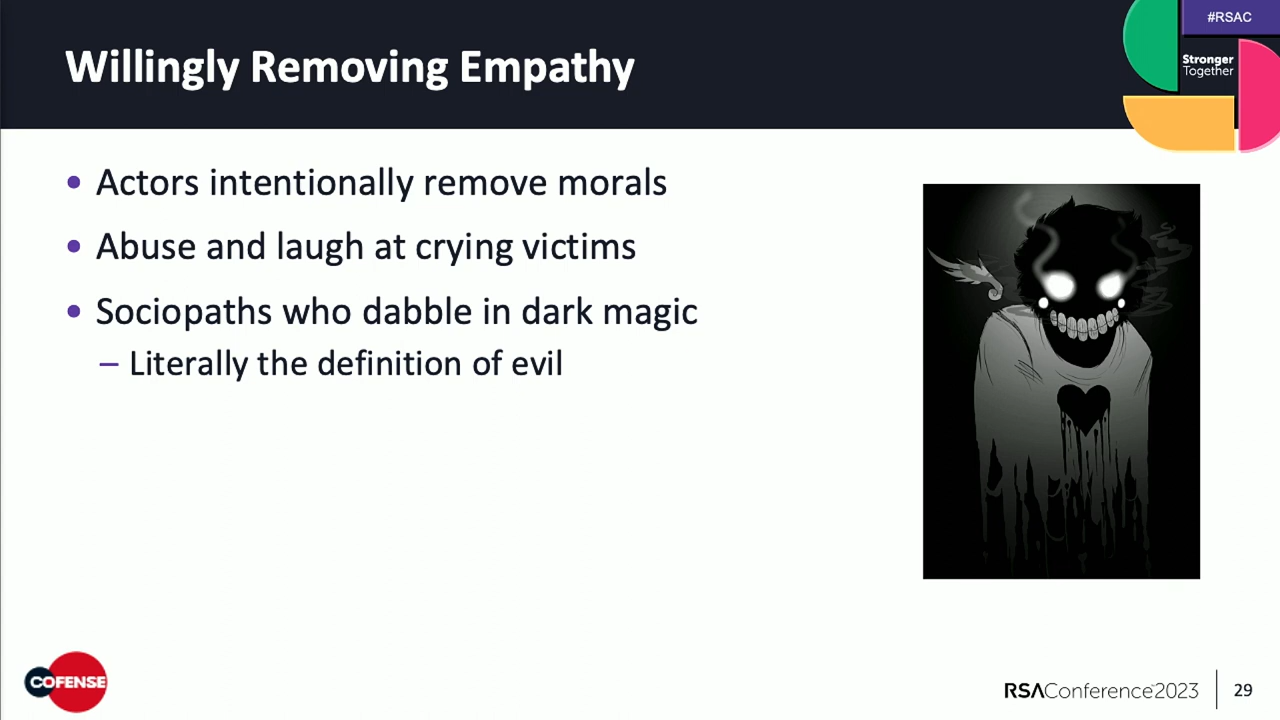 #RSAC
Stronger
Together
Willingly Removing Empathy
• Actors intentionally remove morals
• Abuse and laugh at crying victims
• Sociopaths who dabble in dark magic
– Literally the definition of evil
COFENSE
RSAConference™2023
29